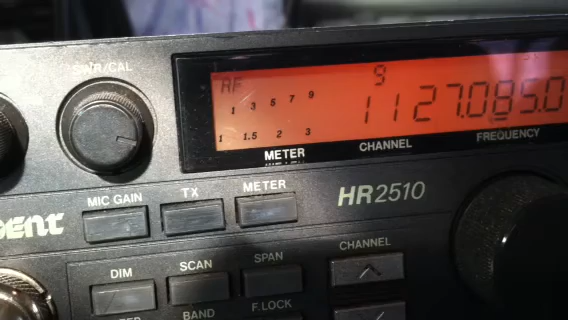 SWR/CAL
RF
9
1 3 5 7 9
1 1.5 2 3
11 27.085.0
METER CHANNEL FREQUENCY
MIC GAIN TX METER
HR2510
DIM SCAN SPAN CHANNEL
BAND F.LOCK